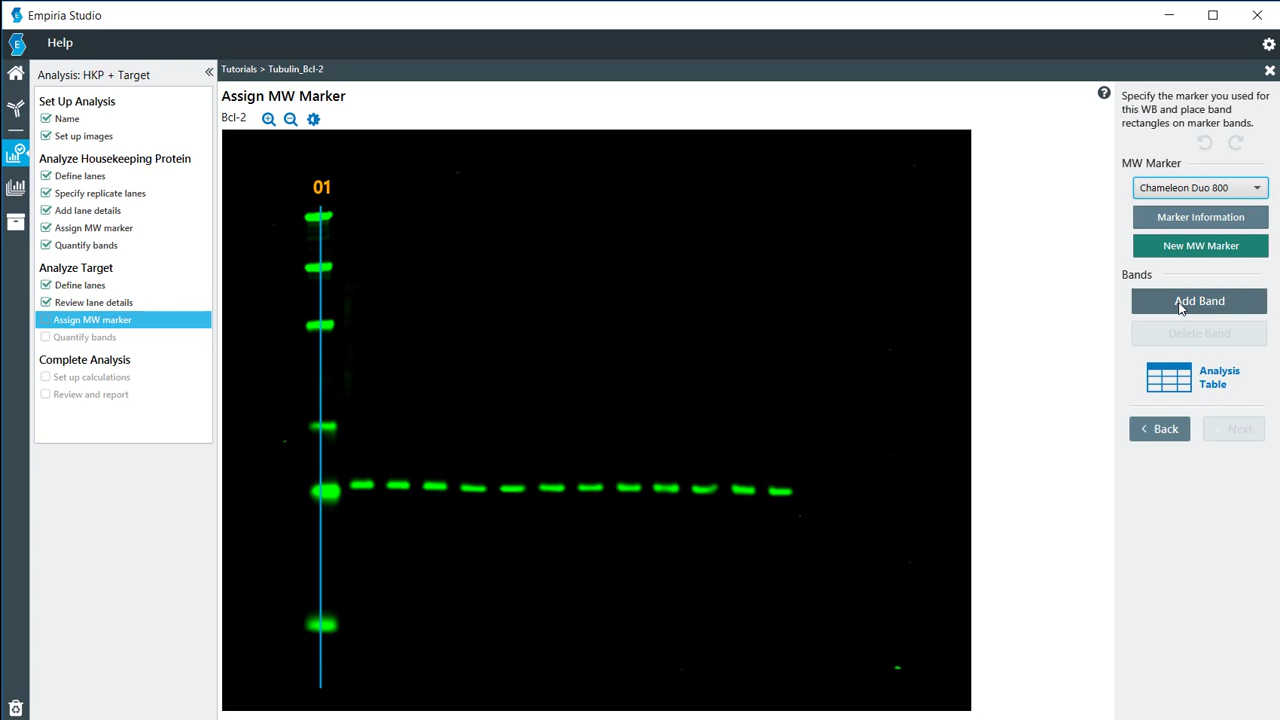 Empiria Studio
Help
Analysis: HKP + Target
Set Up Analysis
Name
Set up images
Analyze Housekeeping Protein
Define lanes
Specify replicate lanes
Add lane details
Assign MW marker
Quantify bands
Analyze Target
Define lanes
Review lane details
Assign MW marker
Quantify bands
Complete Analysis
Set up calculations
Review and report
Tutorials > Tubulin_Bcl-2
Assign MW Marker
Bcl-2
01
Specify the marker you used for
this WB and place band
rectangles on marker bands.
MW Marker
Chameleon Duo 800
Marker Information
New MW Marker
Bands
Add Band
Delete Band
Analysis
Table
< Back
> Next